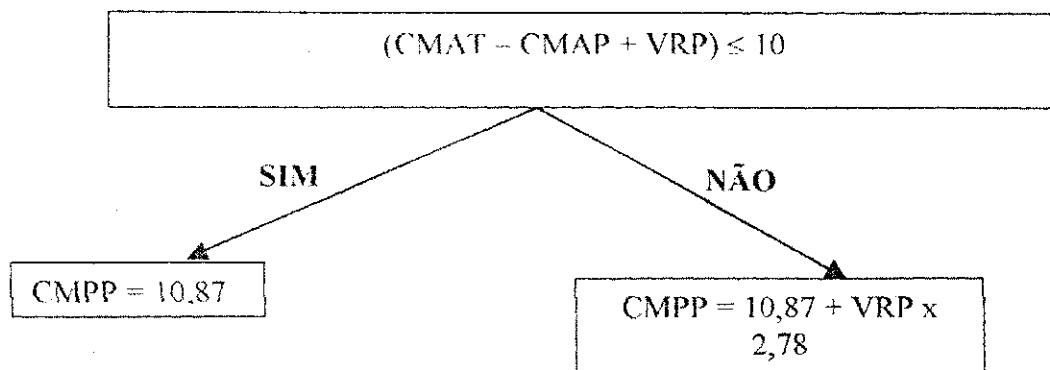 (CMAT – CMAP + VRP) ≤ 10
SIM
NÃO
CMPP = 10,87
CMPP = 10,87 + VRP x
2,78